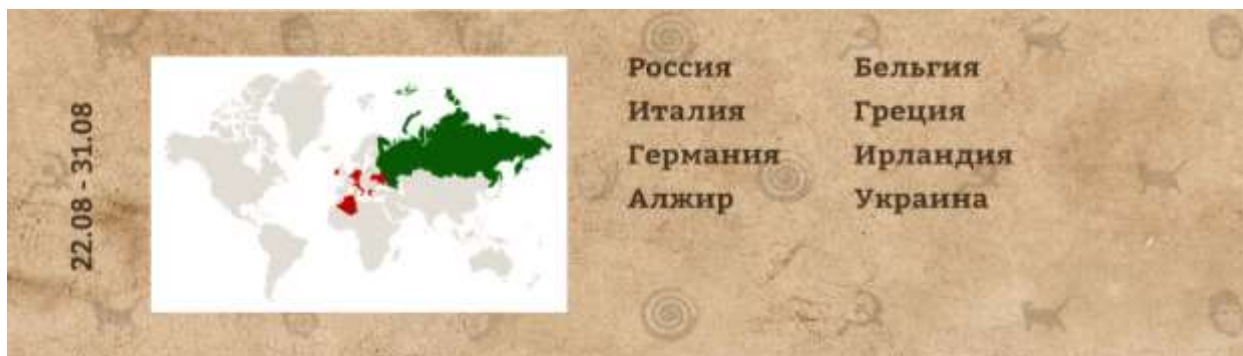 22.08 - 31.08
Россия
Италия
Германия
Алжир
Бельгия
Греция
Ирландия
Украина